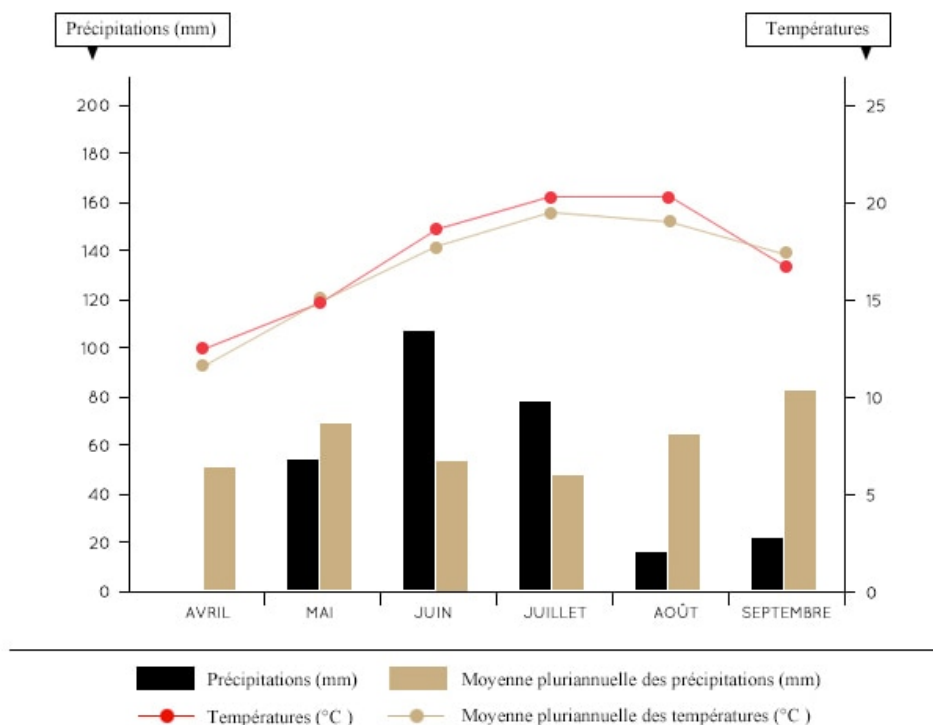 Précipitations (mm)
Températures
200
180
160
140
120
100
80
60
40
20
0
25
20
15
10
5
0
AVRIL
MAI
JUIN
JUILLET
AOÛT
SEPTEMBRE
Précipitations (mm)
Moyenne pluriannuelle des précipitations (mm)
Températures (°C )
Moyenne pluriannuelle des températures (°C )